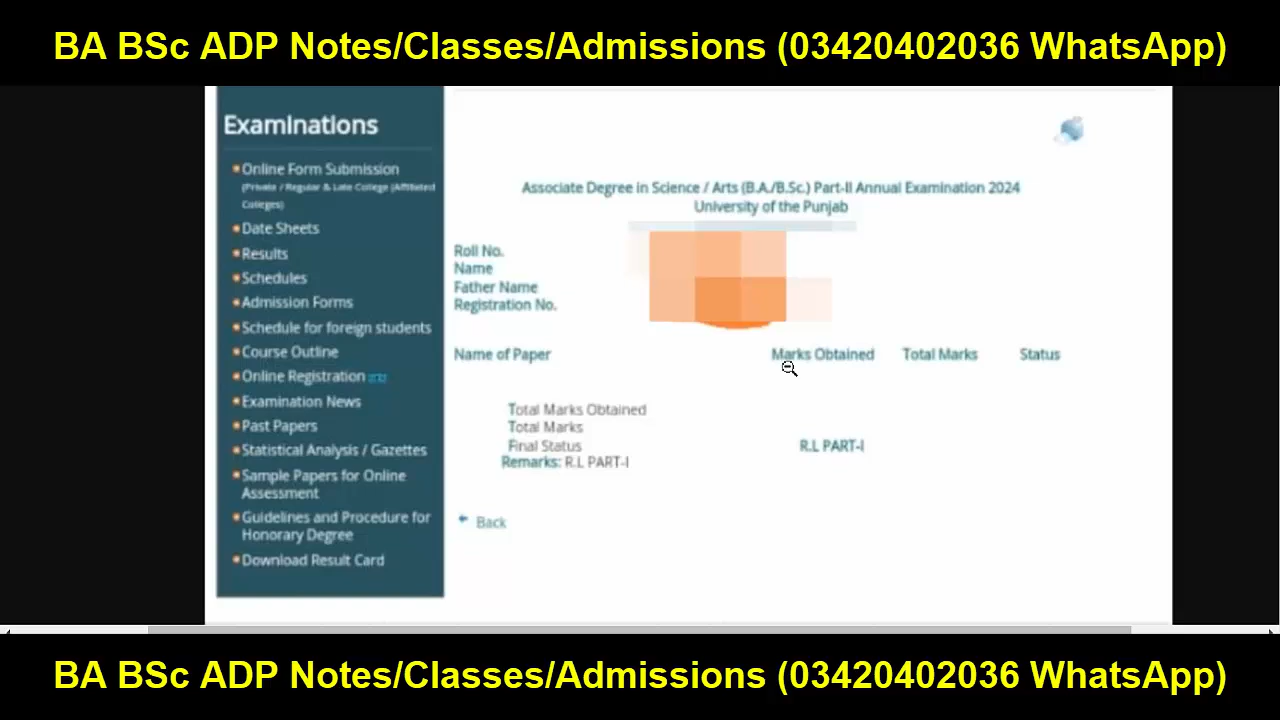 BA BSc ADP Notes/Classes/Admissions (03420402036 WhatsApp)
Examinations
Online Form Submission
(Private / Regular & Late College (Affiliated
Colleges)
Date Sheets
Results
Schedules
Admission Forms
Schedule for foreign students
Course Outline
Online Registration
Examination News
Past Papers
Statistical Analysis / Gazettes
Sample Papers for Online
Assessment
Guidelines and Procedure for
Honorary Degree
Download Result Card
Associate Degree in Science / Arts (B.A./B.Sc.) Part-II Annual Examination 2024
University of the Punjab
Roll No.
Name
Father Name
Registration No.
Name of Paper Marks Obtained Total Marks Status
Total Marks Obtained
Total Marks
Final Status R.L PART-I
Remarks: R.L PART-I
Back
BA BSc ADP Notes/Classes/Admissions (03420402036 WhatsApp)